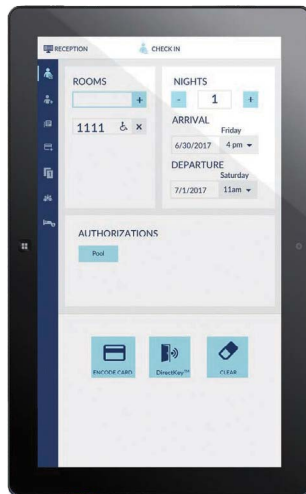 RECEPTION
CHECK IN
ROOMS
+
1111 x
NIGHTS
- 1 +
ARRIVAL
Friday
6/30/2017 4 pm
DEPARTURE
Saturday
7/1/2017 11am
AUTHORIZATIONS
Pool
ENCODE CARD
DirectKey™
CLEAR